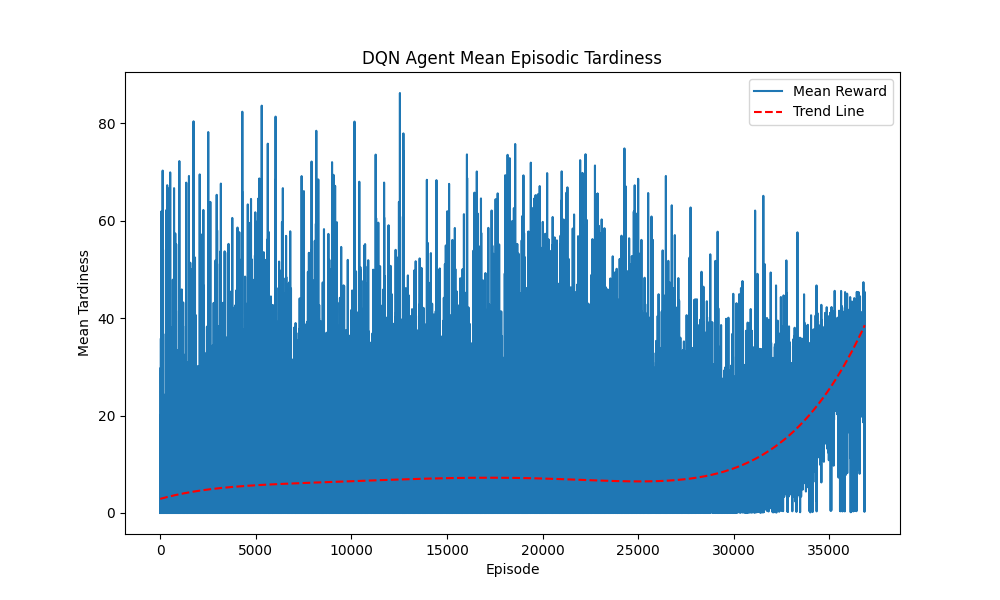 DQN Agent Mean Episodic Tardiness
Mean Reward
Trend Line
Mean Tardiness
80
60
40
20
0
0 5000 10000 15000 20000 25000 30000 35000
Episode